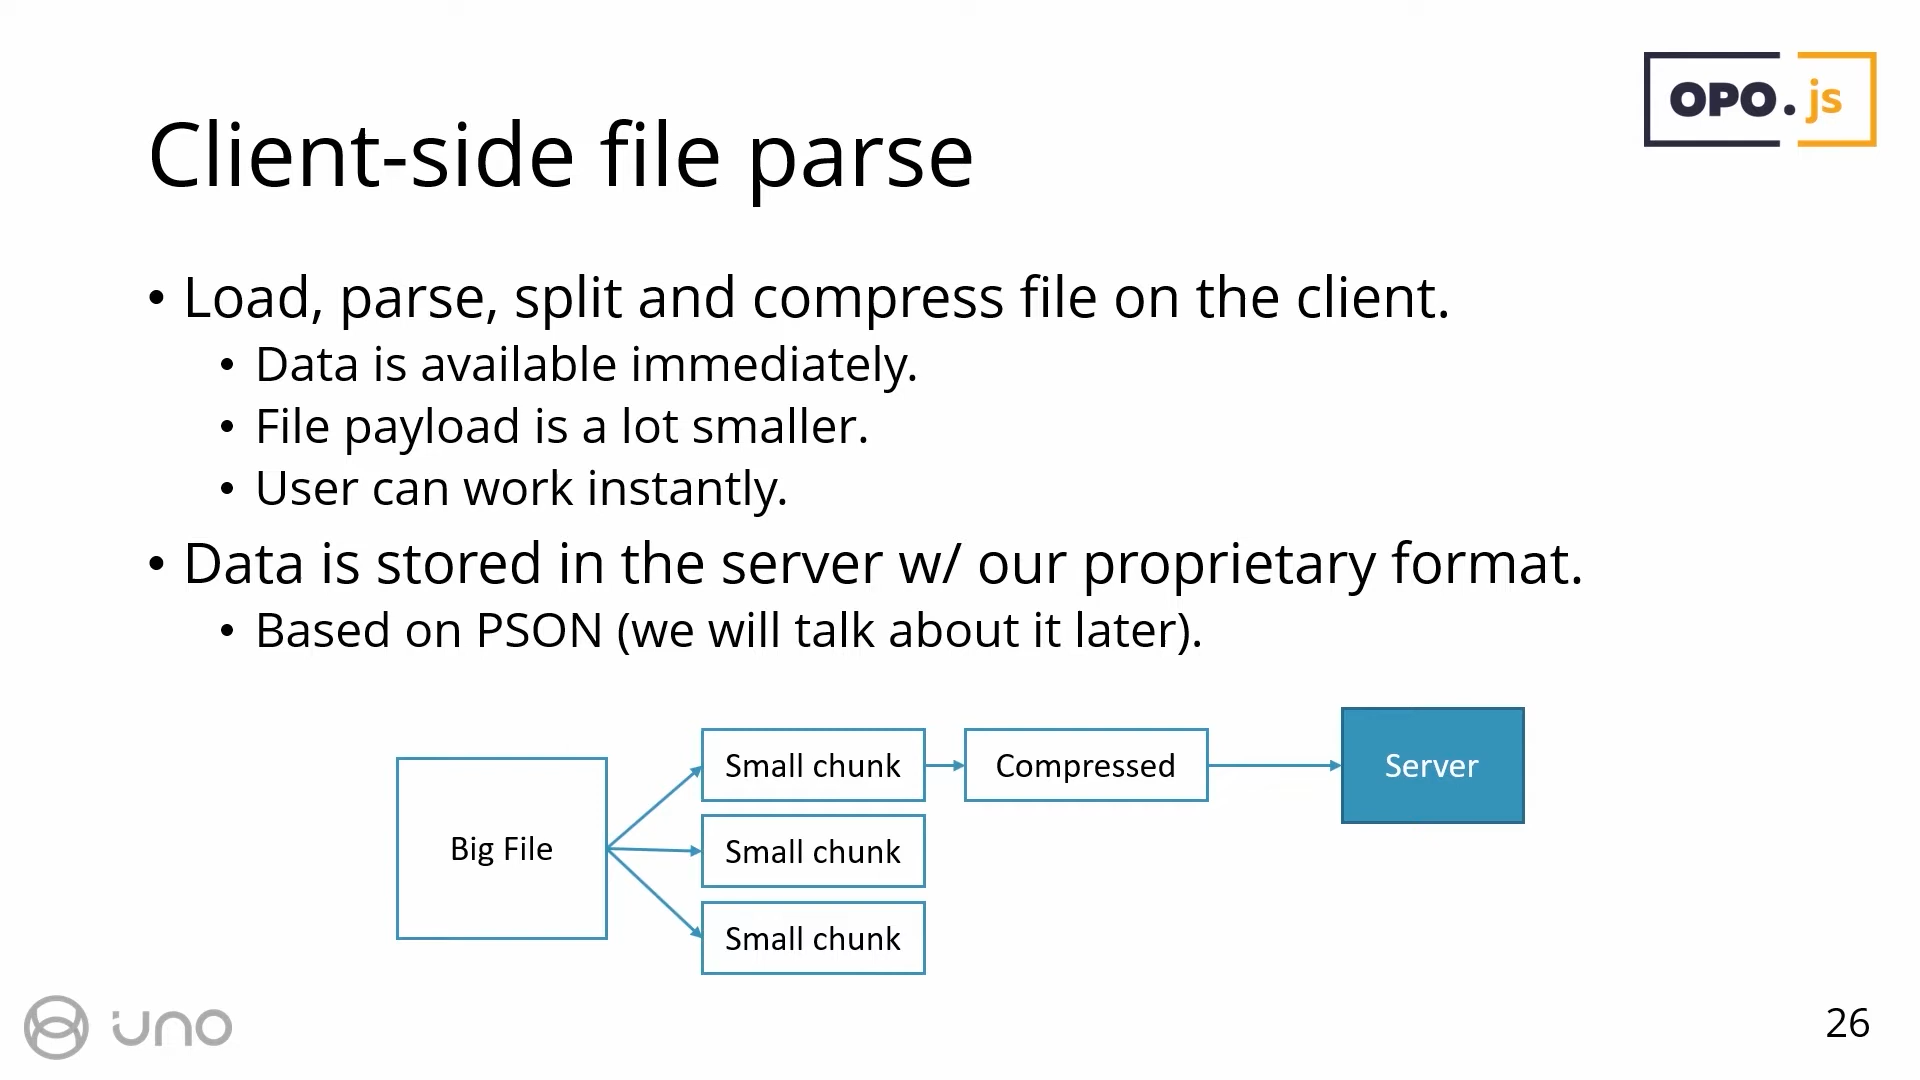 OPO.js
Client-side file parse
• Load, parse, split and compress file on the client.
• Data is available immediately.
• File payload is a lot smaller.
• User can work instantly.
• Data is stored in the server w/ our proprietary format.
• Based on PSON (we will talk about it later).
Big File
Small chunk
Compressed
Server
Small chunk
Small chunk
uno
26